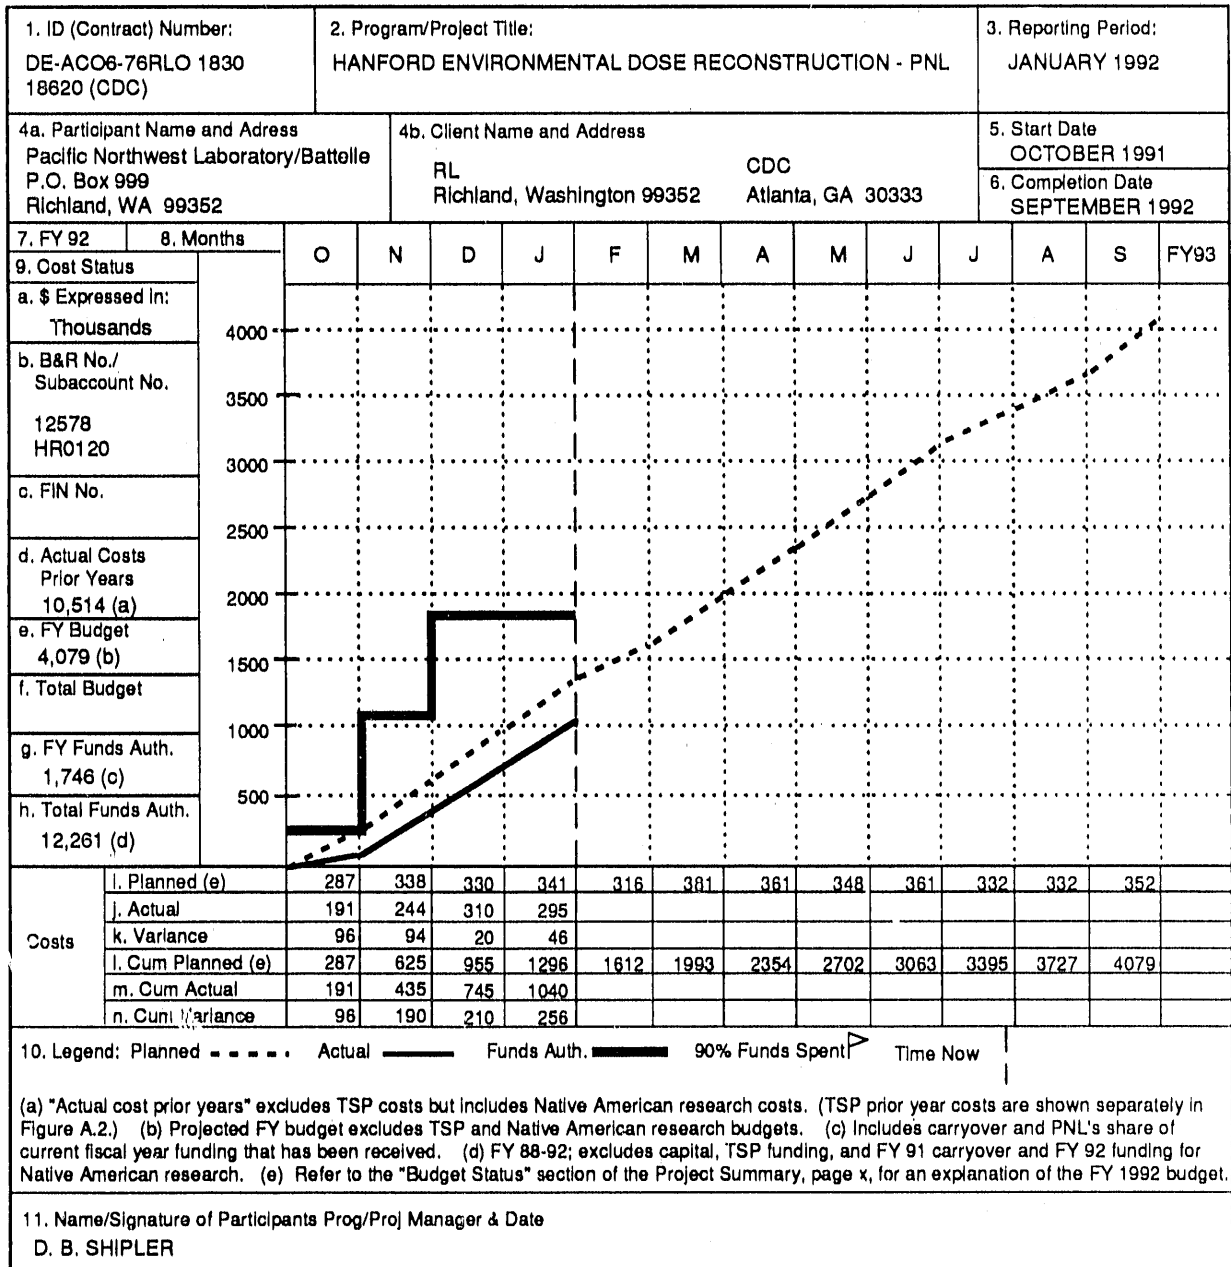 1. ID (Contract) Number:
DE-ACO6-76RLO 1830
18620 (CDC)
2. Program/Project Title:
HANFORD ENVIRONMENTAL DOSE RECONSTRUCTION - PNL
3. Reporting Period:
JANUARY 1992
4a. Participant Name and Adress
Pacific Northwest Laboratory/Battelle
P.O. Box 999
Richland, WA 99352
4b. Client Name and Address
RL CDC
Richland, Washington 99352 Atlanta, GA 30333
5. Start Date
OCTOBER 1991
6. Completion Date
SEPTEMBER 1992
7. FY 92 8. Months O N D J F M A M J J A S FY93
9. Cost Status
a. $ Expressed in:
Thousands
b. B&R No./
Subaccount No.
12578
HR0120
c. FIN No.
d. Actual Costs
Prior Years
10,514 (a)
e. FY Budget
4,079 (b)
f. Total Budget
g. FY Funds Auth.
1,746 (c)
h. Total Funds Auth.
12,261 (d)
4000
3500
3000
2500
2000
1500
1000
500
Costs
i. Planned (e) 287 338 330 341 316 381 361 348 361 332 332 352
j. Actual 191 244 310 295
k. Variance 96 94 20 46
l. Cum Planned (e) 287 625 955 1296 1612 1993 2354 2702 3063 3395 3727 4079
m. Cum Actual 191 435 745 1040
n. Cum Variance 96 190 210 256
10. Legend: Planned Actual Funds Auth. 90% Funds Spent Time Now
(a) "Actual cost prior years" excludes TSP costs but includes Native American research costs. (TSP prior year costs are shown separately in
Figure A.2.) (b) Projected FY budget excludes TSP and Native American research budgets. (c) Includes carryover and PNL's share of
current fiscal year funding that has been received. (d) FY 88-92; excludes capital, TSP funding, and FY 91 carryover and FY 92 funding for
Native American research. (e) Refer to the "Budget Status" section of the Project Summary, page x, for an explanation of the FY 1992 budget.
11. Name/Signature of Participants Prog/Proj Manager & Date
D. B. SHIPLER